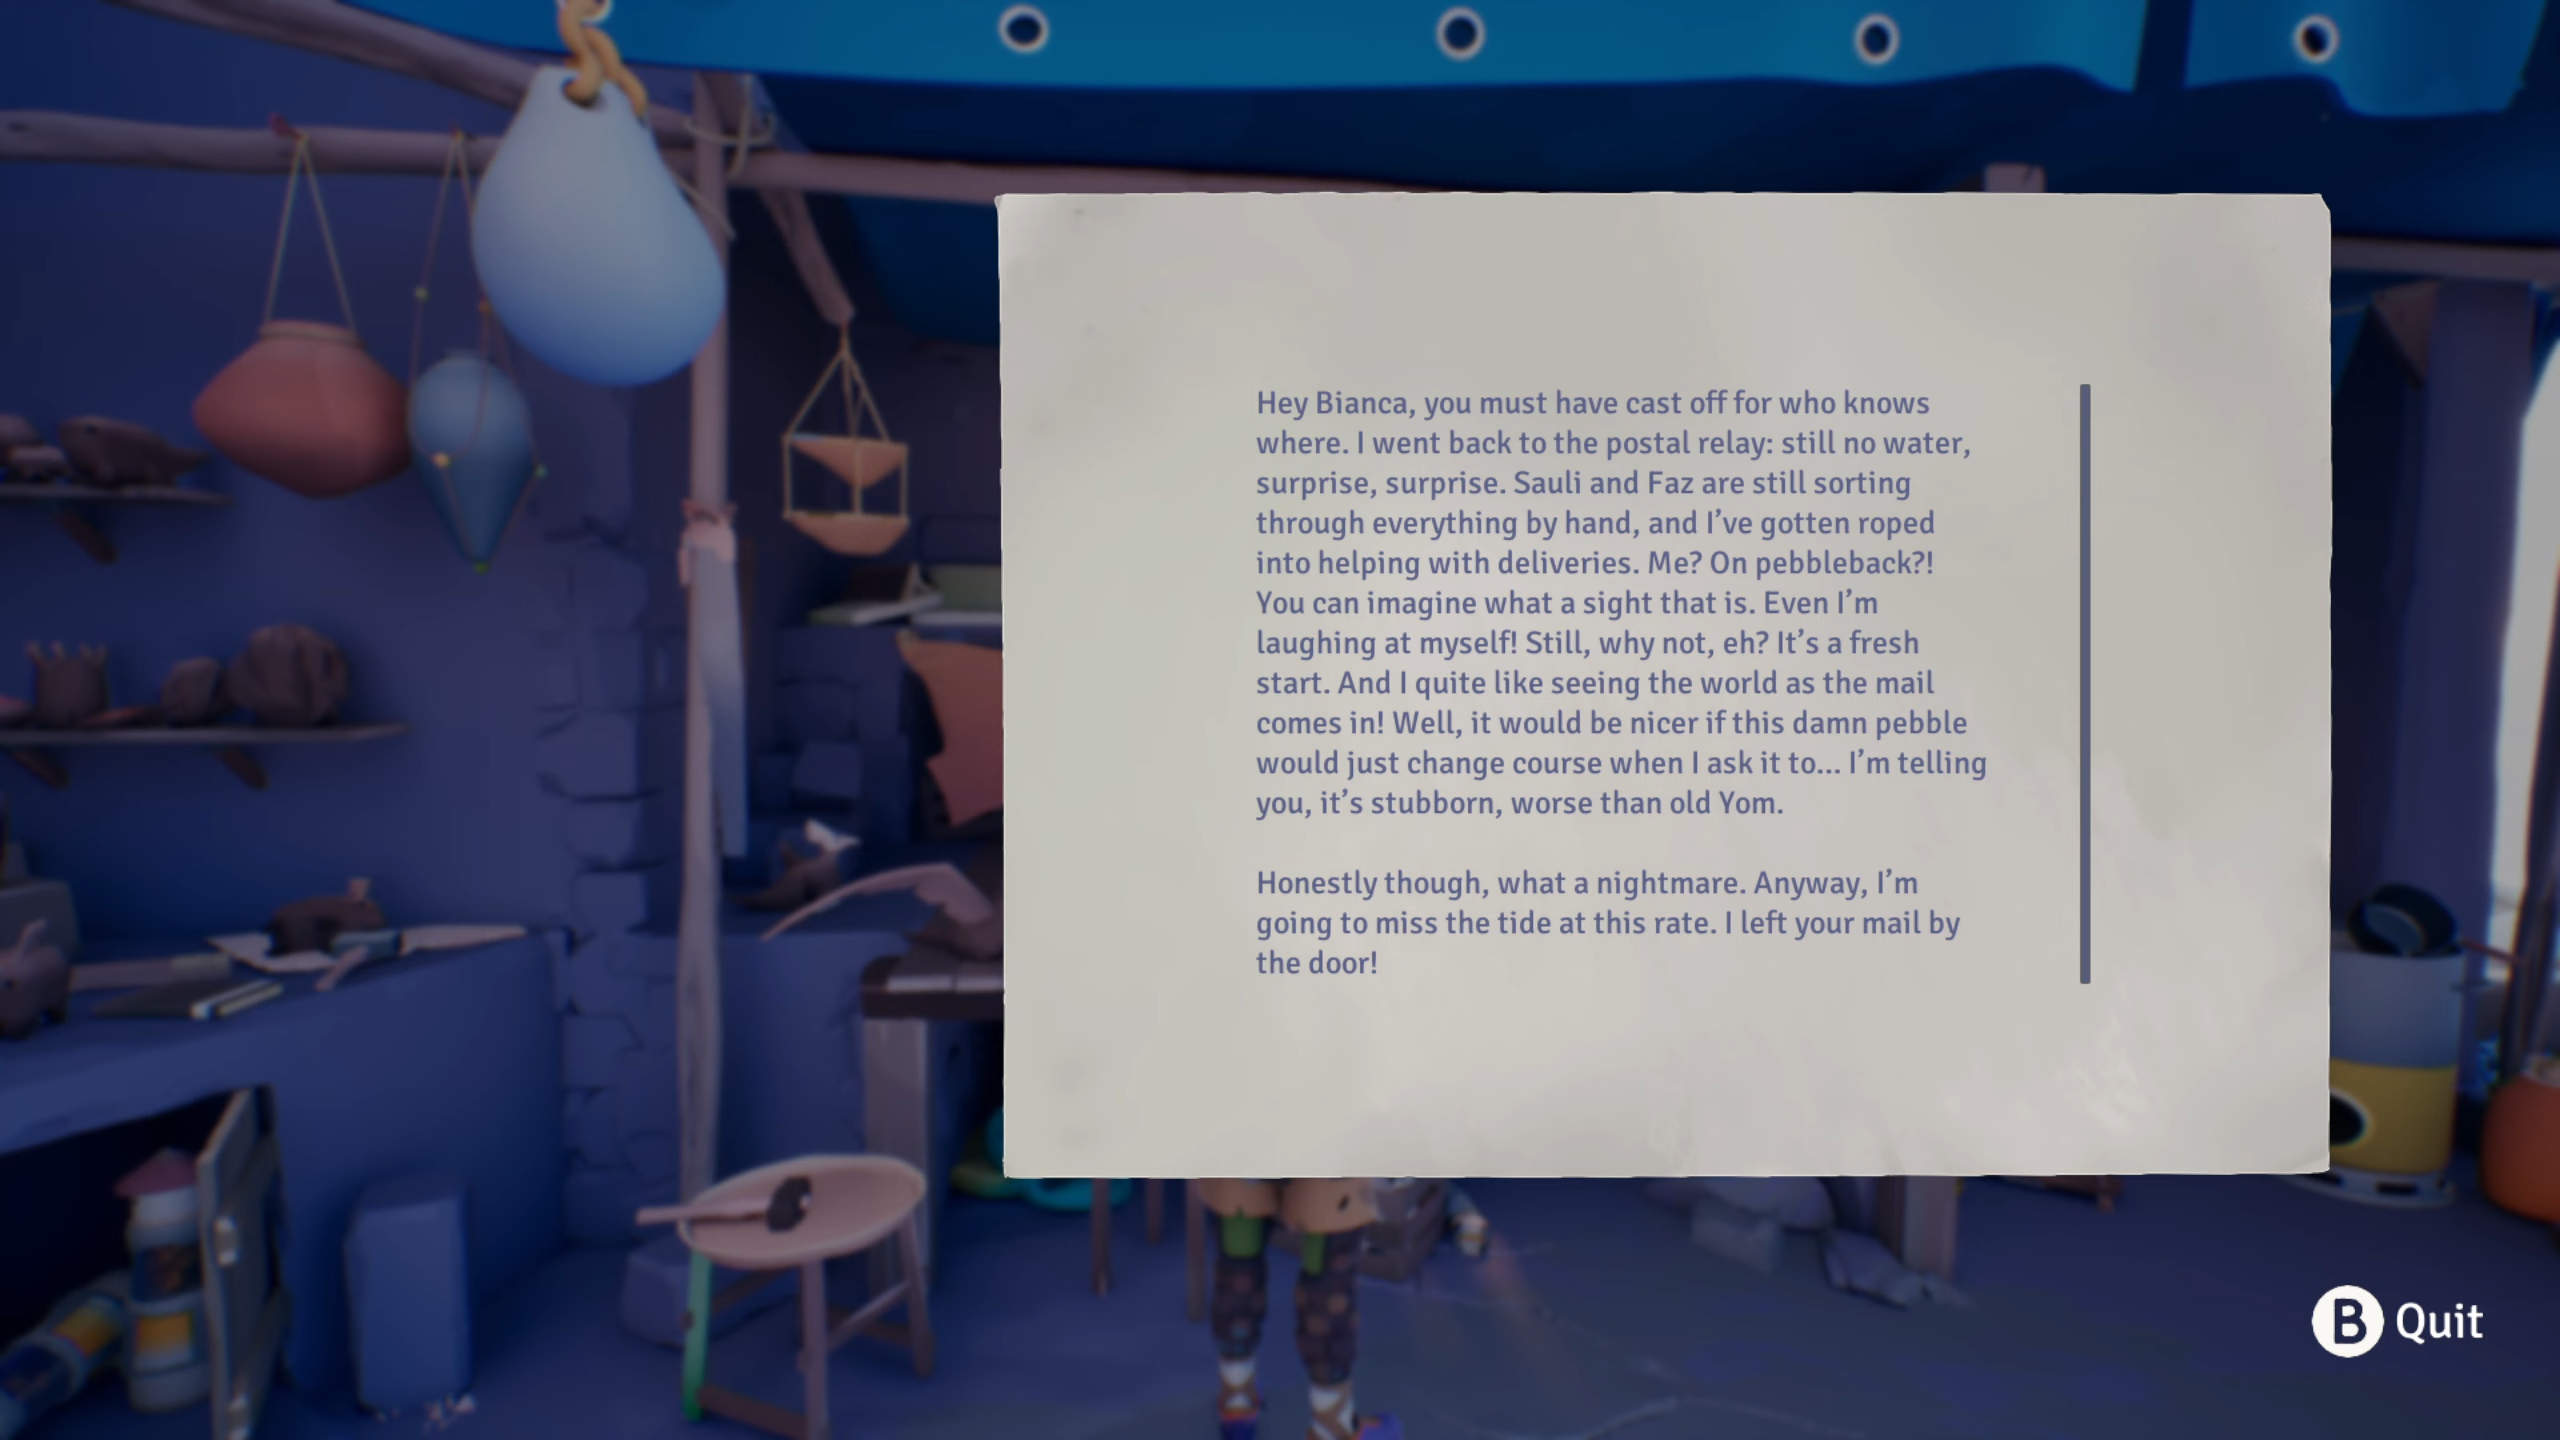 Hey Bianca, you must have cast off for who knows
where. I went back to the postal relay: still no water,
surprise, surprise. Sauli and Faz are still sorting
through everything by hand, and I’ve gotten roped
into helping with deliveries. Me? On pebbleback?!
You can imagine what a sight that is. Even I’m
laughing at myself! Still, why not, eh? It’s a fresh
start. And I quite like seeing the world as the mail
comes in! Well, it would be nicer if this damn pebble
would just change course when I ask it to... I’m telling
you, it’s stubborn, worse than old Yom.
Honestly though, what a nightmare. Anyway, I’m
going to miss the tide at this rate. I left your mail by
the door!
B Quit